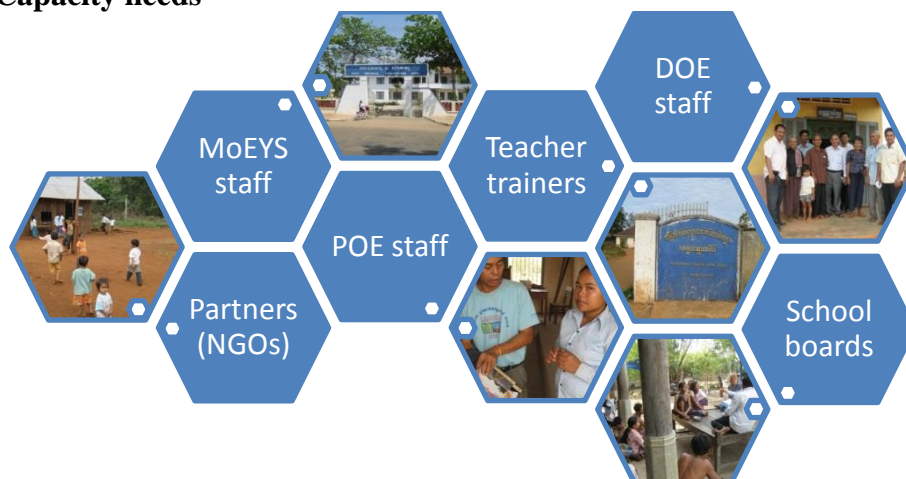 Capacity needs
DOE
staff
MoEYS
staff
Teacher
trainers
POE staff
Partners
(NGOs)
School
boards